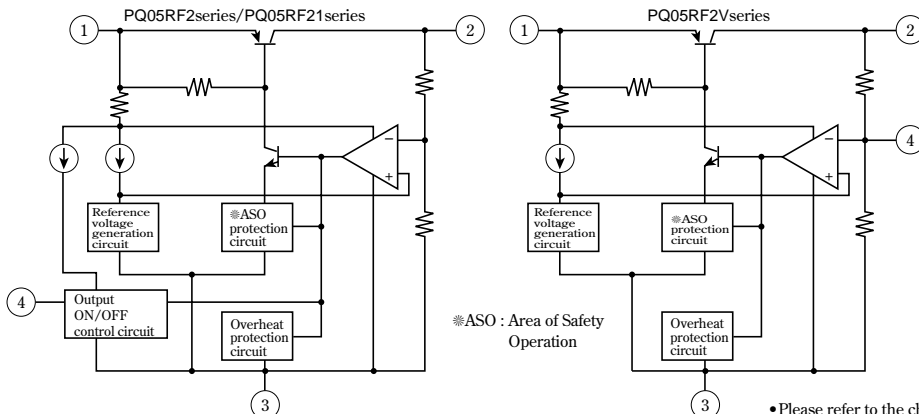 PQ05RF2series/PQ05RF21series
1
2
Reference
voltage
generation
circuit
※ASO
protection
circuit
4
Output
ON/OFF
control circuit
Overheat
protection
circuit
3
−
+
※ASO : Area of Safety
Operation
PQ05RF2Vseries
1
2
−
+
4
Reference
voltage
generation
circuit
※ASO
protection
circuit
Overheat
protection
circuit
3
•Please refer to the